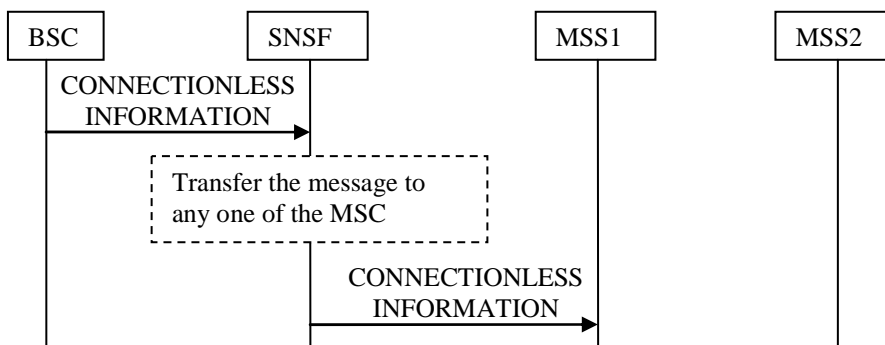 BSC
SNSF
MSS1
MSS2
CONNECTIONLESS
INFORMATION
Transfer the message to
any one of the MSC
CONNECTIONLESS
INFORMATION